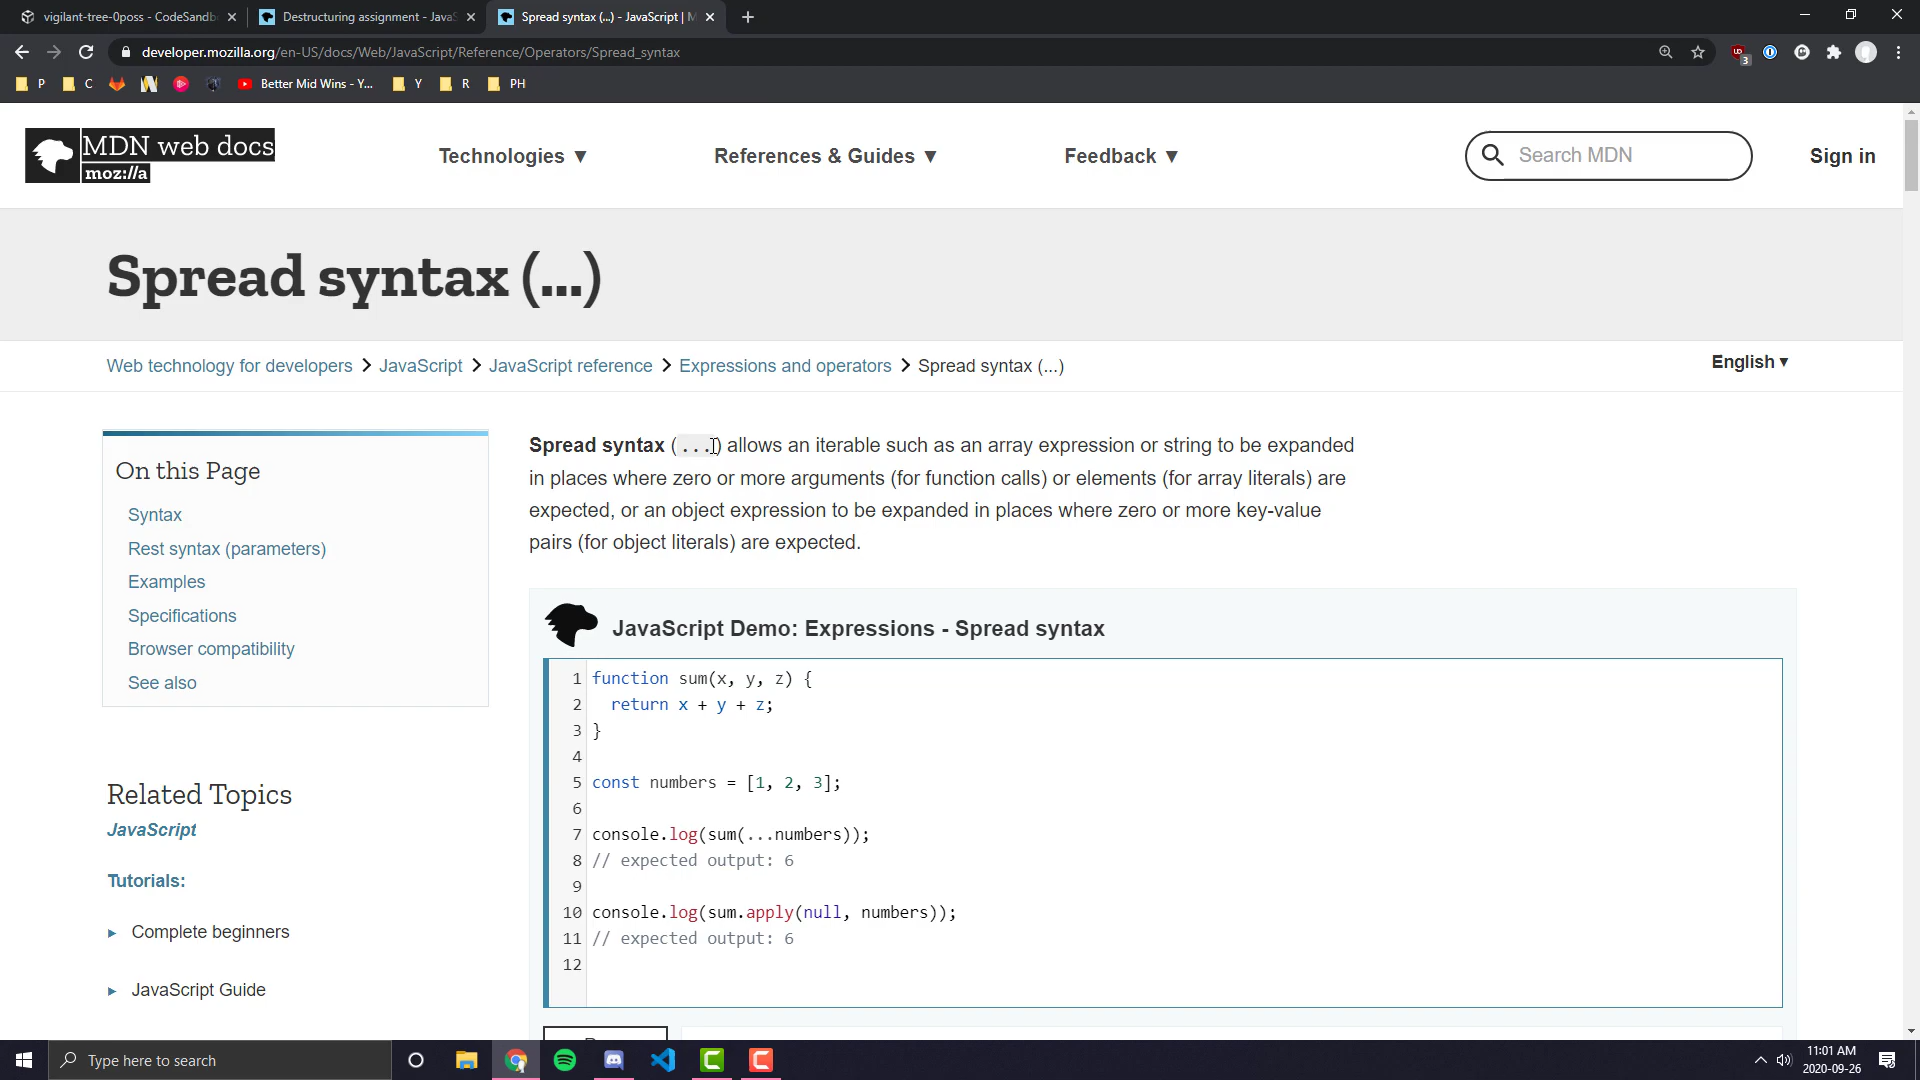 vigilant-tree-0poss - CodeSandb
Destructuring assignment - JavaS
Spread syntax (...) - JavaScript | M
developer.mozilla.org/en-US/docs/Web/JavaScript/Reference/Operators/Spread_syntax
3
P
C
Better Mid Wins - Y...
Y
R
PH
MDN web docs
moz://a
Technologies ▼
References & Guides ▼
Feedback ▼
Search MDN
Sign in
Spread syntax (...)
Web technology for developers > JavaScript > JavaScript reference > Expressions and operators > Spread syntax (...)
English ▼
On this Page
Syntax
Rest syntax (parameters)
Examples
Specifications
Browser compatibility
See also
Related Topics
JavaScript
Tutorials:
► Complete beginners
► JavaScript Guide
Spread syntax (...) allows an iterable such as an array expression or string to be expanded
in places where zero or more arguments (for function calls) or elements (for array literals) are
expected, or an object expression to be expanded in places where zero or more key-value
pairs (for object literals) are expected.
JavaScript Demo: Expressions - Spread syntax
1 function sum(x, y, z) {
2 return x + y + z;
3 }
4
5 const numbers = [1, 2, 3];
6
7 console.log(sum(...numbers));
8 // expected output: 6
9
10 console.log(sum.apply(null, numbers));
11 // expected output: 6
12
Type here to search
11:01 AM
2020-09-26